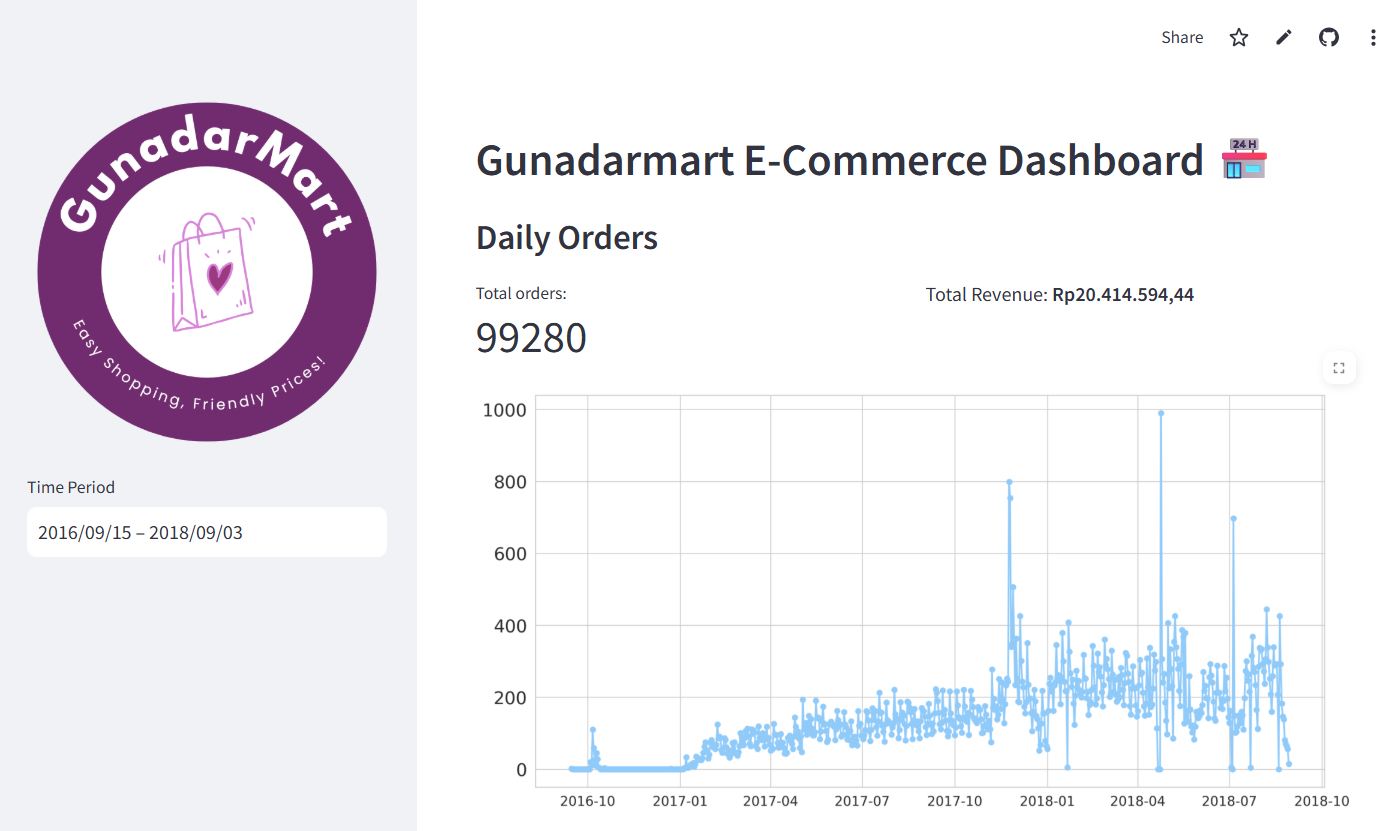 Share
GunadarMart
Easy Shopping, Friendly Prices!
Time Period
2016/09/15 – 2018/09/03
Gunadarmart E-Commerce Dashboard
24 H
Daily Orders
Total orders:
99280
Total Revenue: Rp20.414.594,44
1000
800
600
400
200
0
2016-10 2017-01 2017-04 2017-07 2017-10 2018-01 2018-04 2018-07 2018-10